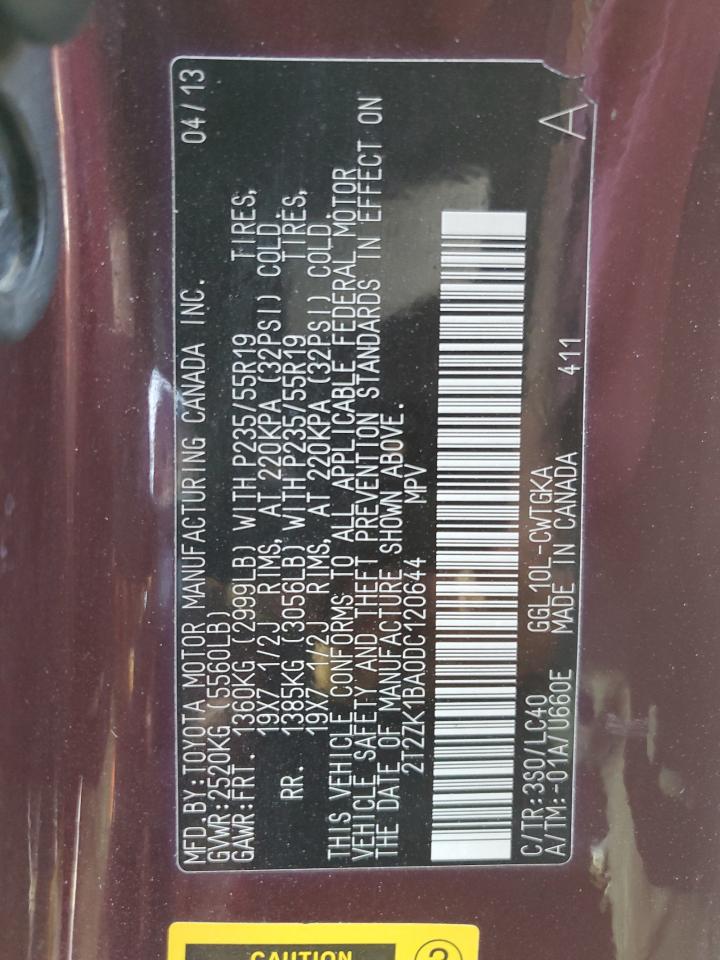 MFD.BY:TOYOTA MOTOR MANUFACTURING CANADA INC. 04/13
GVWR:2520KG (5560LB)
GAWR:FRT. 1360KG (2999LB) WITH P235/55R19 TIRES,
19X7 1/2J RIMS, AT 220KPA (32PSI) COLD
RR. 1385KG (3056LB) WITH P235/55R19 TIRES,
19X7 1/2J RIMS, AT 220KPA (32PSI) COLD
THIS VEHICLE CONFORMS TO ALL APPLICABLE FEDERAL MOTOR
VEHICLE SAFETY AND THEFT PREVENTION STANDARDS IN EFFECT ON
THE DATE OF MANUFACTURE SHOWN ABOVE.
2T2ZK1BA0DC120644 MPV
C/TR:3S0/LC40 GGL10L-CWTGKA A
A/TM:-01A/U660E MADE IN CANADA 411
CAUTION 2